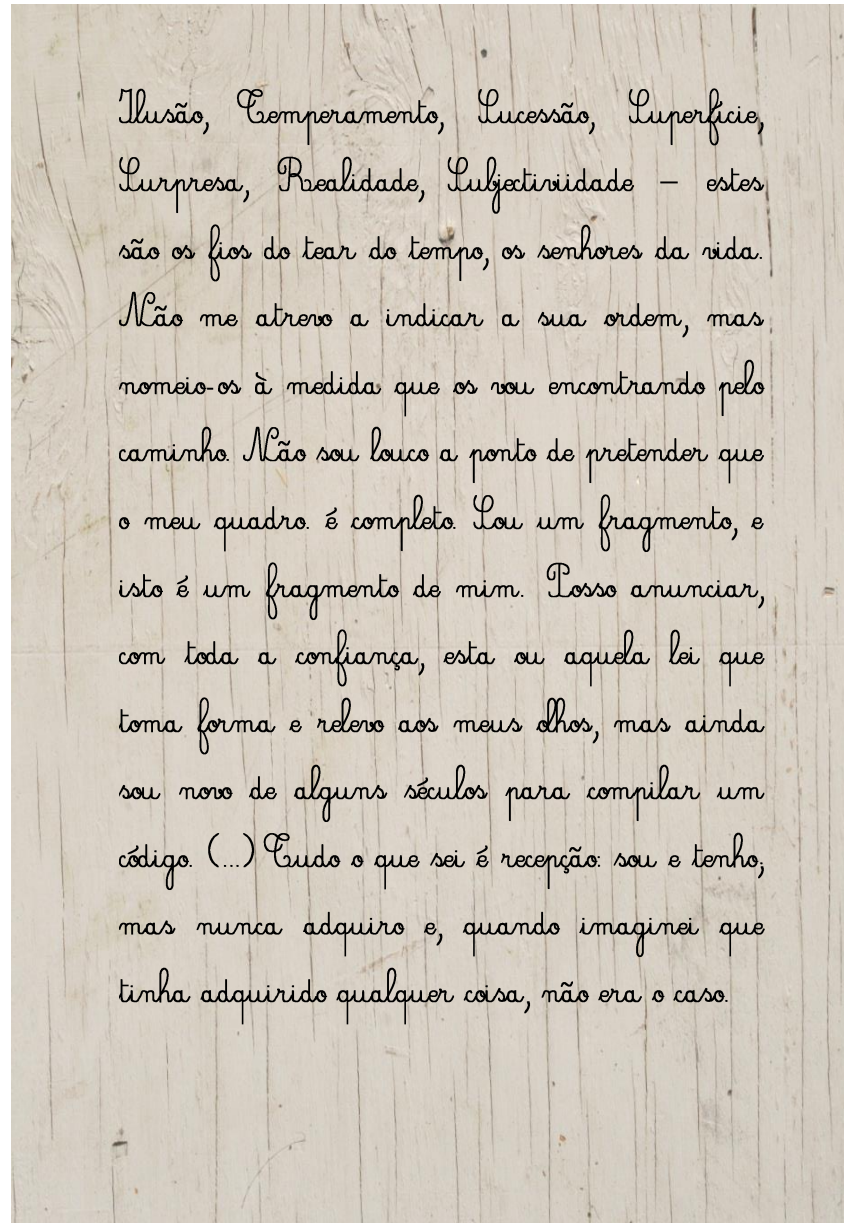 Ilusão, Temperamento, Sucessão, Superfície,
Surpresa, Realidade, Subjectiviidade – estes
são os fios do tear do tempo, os senhores da vida.
Não me atrevo a indicar a sua ordem, mas
nomeio-os à medida que os vou encontrando pelo
caminho. Não sou louco a ponto de pretender que
o meu quadro. é completo. Sou um fragmento, e
isto é um fragmento de mim. Posso anunciar,
com toda a confiança, esta ou aquela lei que
toma forma e relevo aos meus olhos, mas ainda
sou novo de alguns séculos para compilar um
código. (...) Tudo o que sei é recepção: sou e tenho;
mas nunca adquiro e, quando imaginei que
tinha adquirido qualquer coisa, não era o caso.